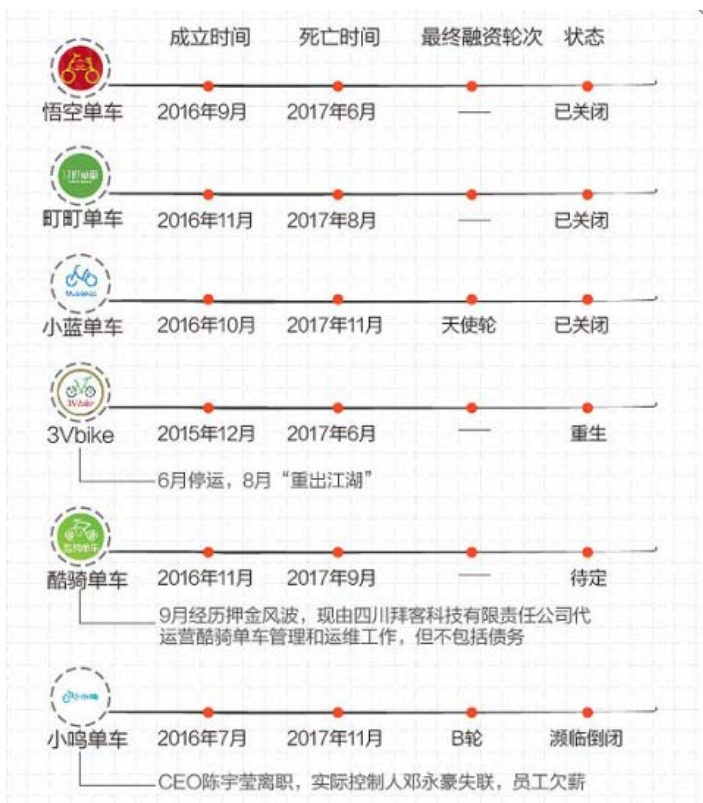 成立时间 死亡时间 最终融资轮次 状态
悟空单车 2016年9月 2017年6月 — 已关闭
町町单车
町町单车 2016年11月 2017年8月 — 已关闭
小蓝单车 2016年10月 2017年11月 天使轮 已关闭
3Vbike 2015年12月 2017年6月 — 重生
6月停运，8月“重出江湖”
酷骑单车
酷骑单车 2016年11月 2017年9月 — 待定
9月经历押金风波，现由四川拜客科技有限责任公司代
运营酷骑单车管理和运维工作，但不包括债务
小鸣单车 2016年7月 2017年11月 B轮 濒临倒闭
CEO陈宇莹离职，实际控制人邓永豪失联，员工欠薪